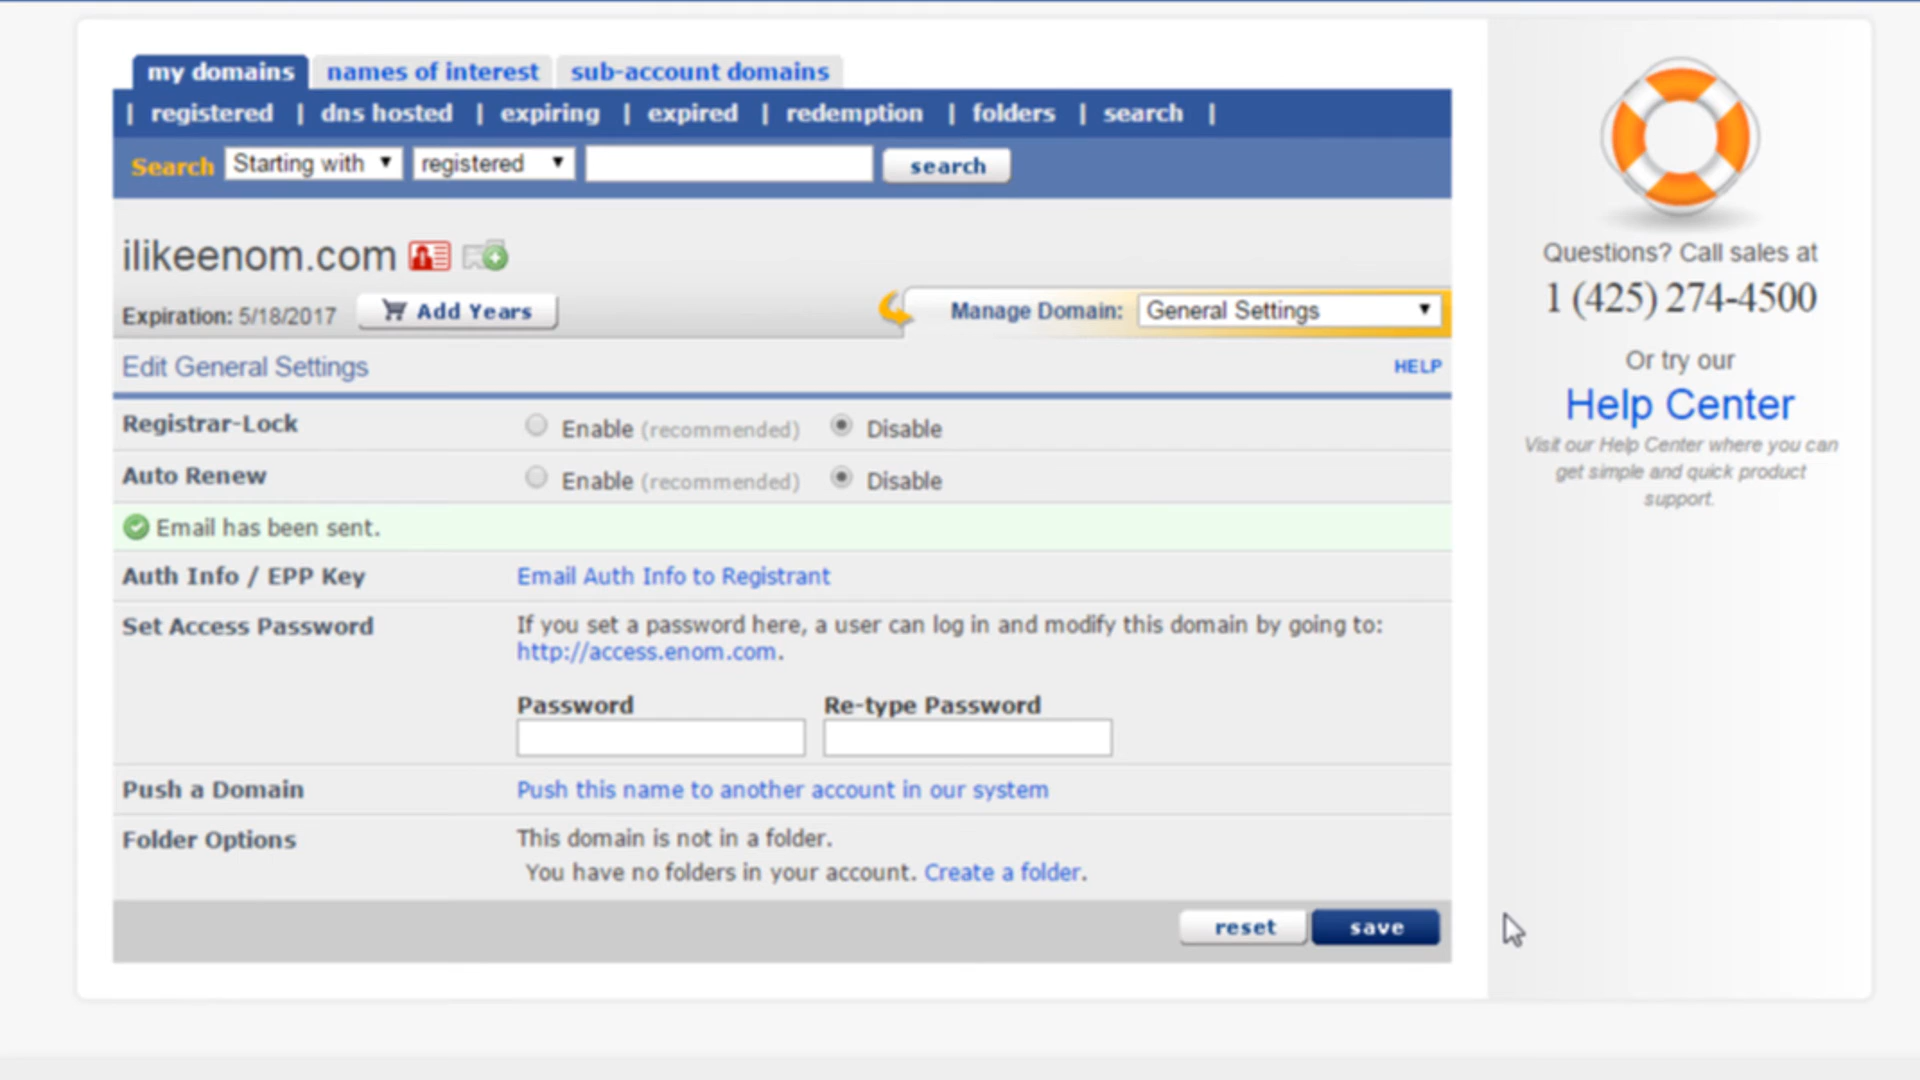 my domains names of interest sub-account domains
| registered | dns hosted | expiring | expired | redemption | folders | search |
Search Starting with registered search
ilikeenom.com
Expiration: 5/18/2017 Add Years Manage Domain: General Settings
Edit General Settings HELP
Registrar-Lock Enable (recommended) Disable
Auto Renew Enable (recommended) Disable
Email has been sent.
Auth Info / EPP Key Email Auth Info to Registrant
Set Access Password If you set a password here, a user can log in and modify this domain by going to:
http://access.enom.com.
Password Re-type Password
Push a Domain Push this name to another account in our system
Folder Options This domain is not in a folder.
You have no folders in your account. Create a folder.
reset save
Questions? Call sales at
1 (425) 274-4500
Or try our
Help Center
Visit our Help Center where you can
get simple and quick product
support.